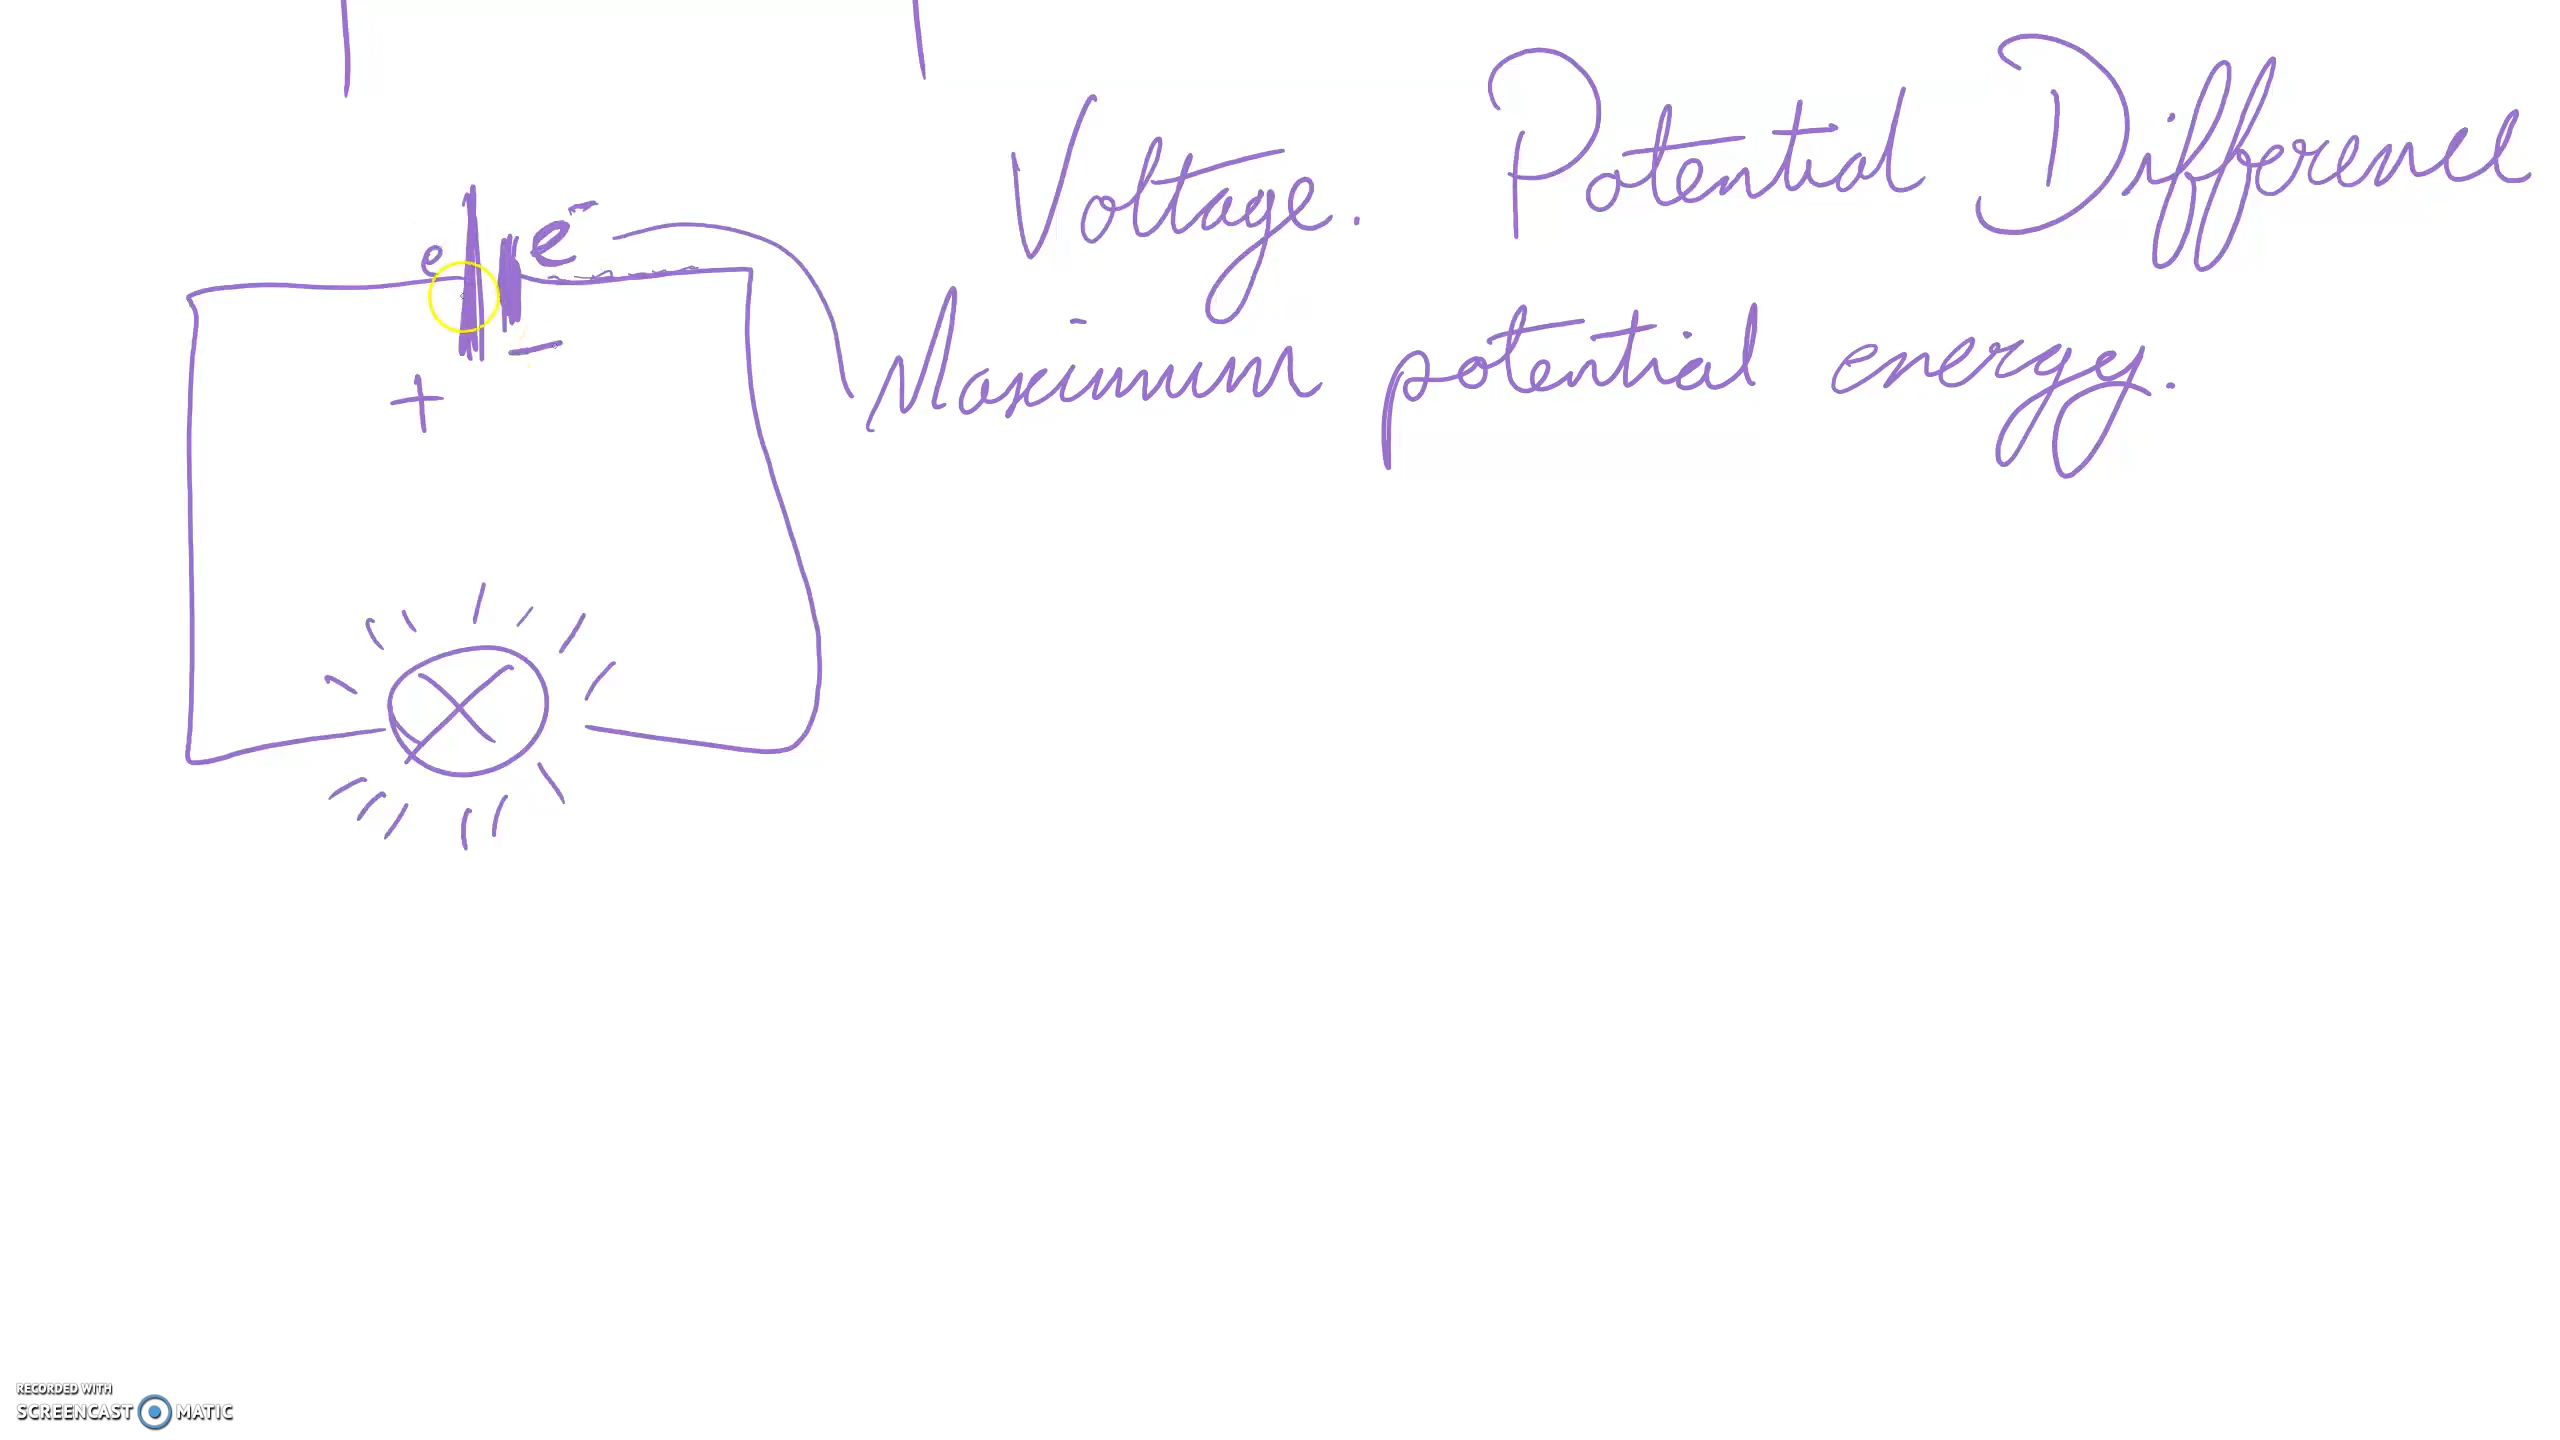 Voltage. Potential Difference
e e-
Maximum potential energy.
+ -
RECORDED WITH
SCREENCAST MATIC